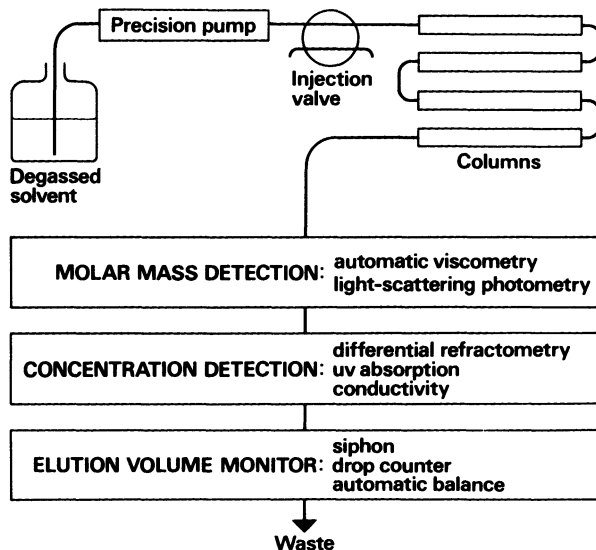 Precision pump
Injection
valve
Degassed
solvent
Columns
MOLAR MASS DETECTION: automatic viscometry
light-scattering photometry
CONCENTRATION DETECTION: differential refractometry
uv absorption
conductivity
ELUTION VOLUME MONITOR: siphon
drop counter
automatic balance
Waste